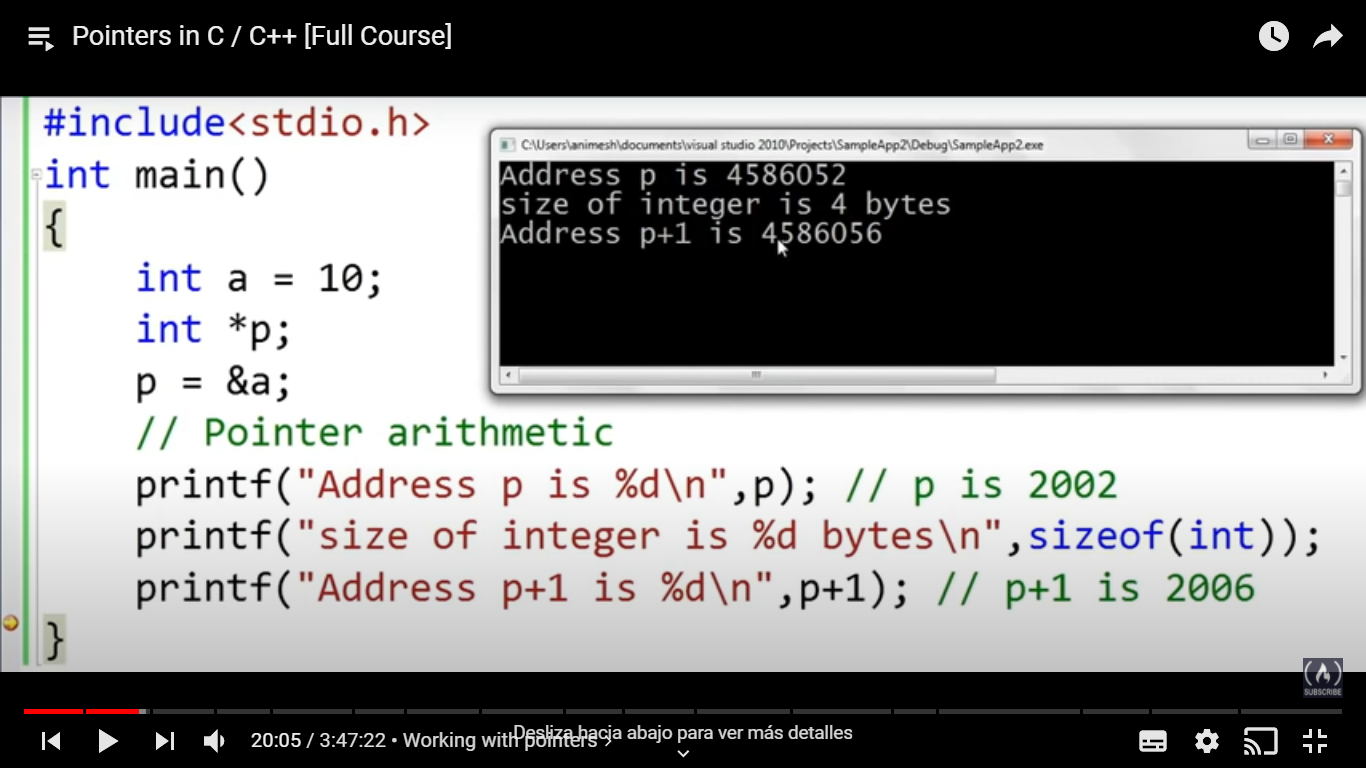 Pointers in C / C++ [Full Course]
#include<stdio.h>
int main()
{
int a = 10;
int *p;
p = &a;
// Pointer arithmetic
printf("Address p is %d\n",p); // p is 2002
printf("size of integer is %d bytes\n",sizeof(int));
printf("Address p+1 is %d\n",p+1); // p+1 is 2006
}
C:\Users\animesh\documents\visual studio 2010\Projects\SampleApp2\Debug\SampleApp2.exe
Address p is 4586052
size of integer is 4 bytes
Address p+1 is 4586056
SUBSCRIBE
20:05 / 3:47:22 • Working with pointers >
Desliza hacia abajo para ver más detalles